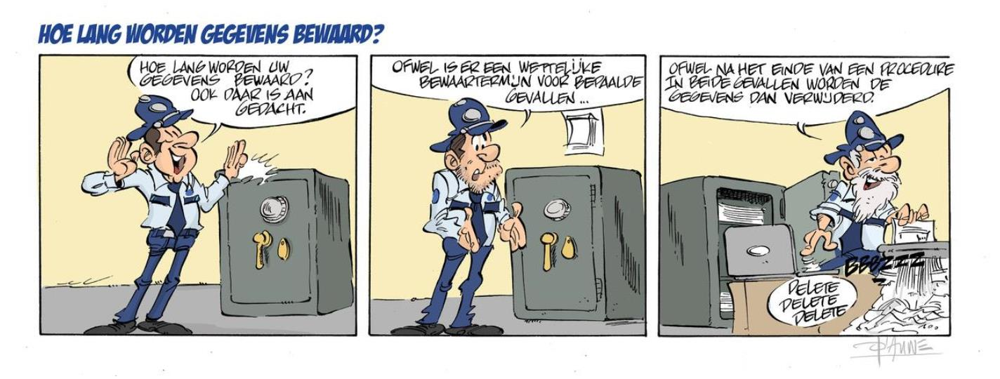 HOE LANG WORDEN GEGEVENS BEWAARD?
HOE LANG WORDEN UW
GEGEVENS BEWAARD?
OOK DAAR IS AAN
GEDACHT.
OFWEL IS ER EEN WETTELIJKE
BEWAARTERMIJN VOOR BEPAALDE
GEVALLEN...
OFWEL NA HET EINDE VAN EEN PROCEDURE
IN BEIDE GEVALLEN WORDEN DE
GEGEVENS DAN VERWIJDERD.
BBBZZZZ
DELETE
DELETE
DELETE